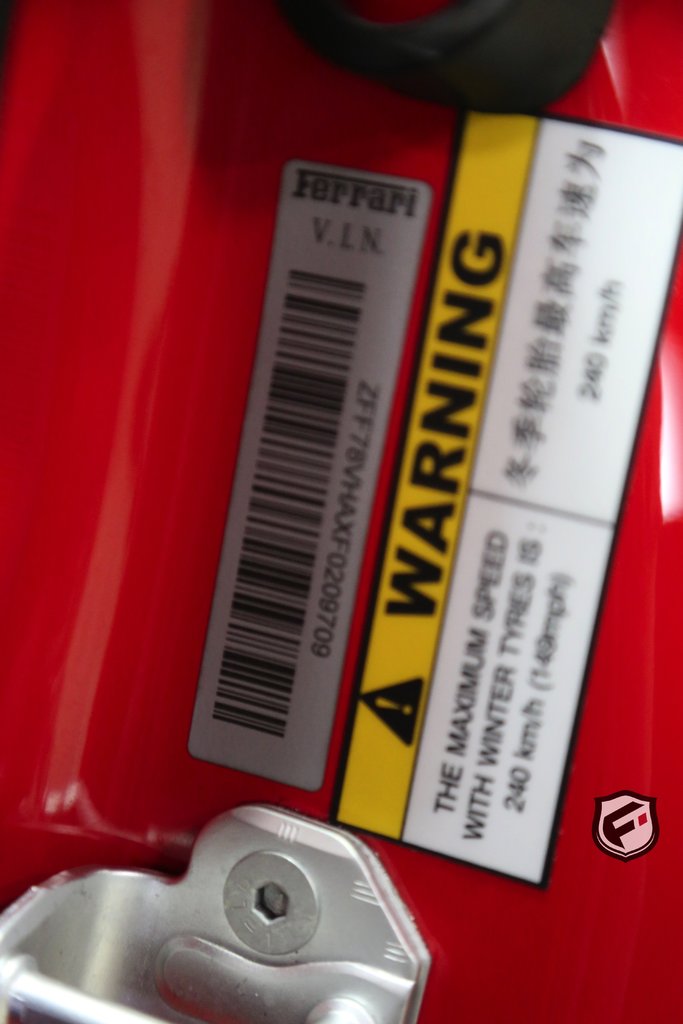 Ferrari
V.I.N.
ZFF78VHAXF0209709
WARNING
冬季轮胎最高车速为
240 km/h
THE MAXIMUM SPEED
WITH WINTER TYRES IS :
240 km/h (149mph)